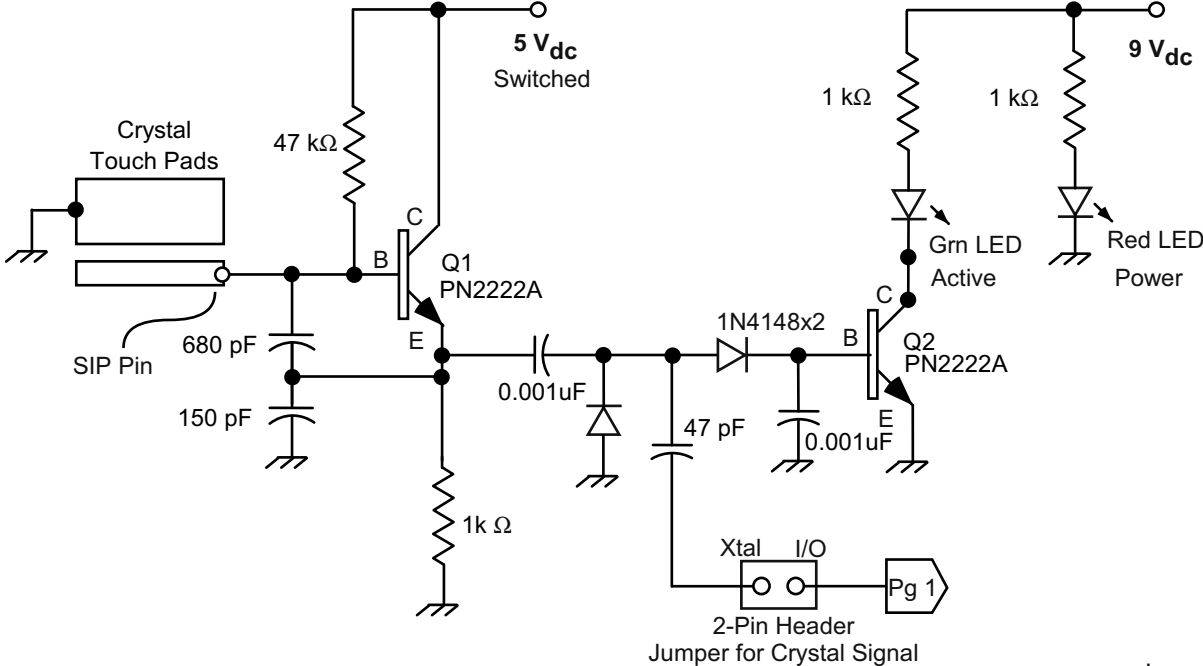 5 Vdc
Switched
9 Vdc
1 kΩ
1 kΩ
Crystal
Touch Pads
47 kΩ
C
B
Q1
PN2222A
E
Grn LED
Active
Red LED
Power
SIP Pin
680 pF
150 pF
0.001uF
1N4148x2
C
B
Q2
PN2222A
E
47 pF
0.001uF
1k Ω
Xtal
I/O
Pg 1
2-Pin Header
Jumper for Crystal Signal
.